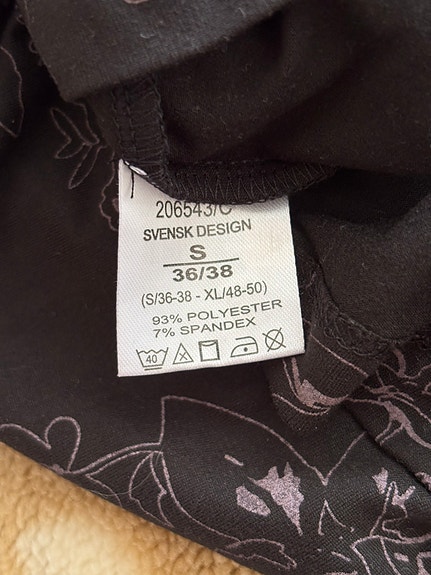 206543/C
SVENSK DESIGN
S
36/38
(S/36-38 - XL/48-50)
93% POLYESTER
7% SPANDEX
40